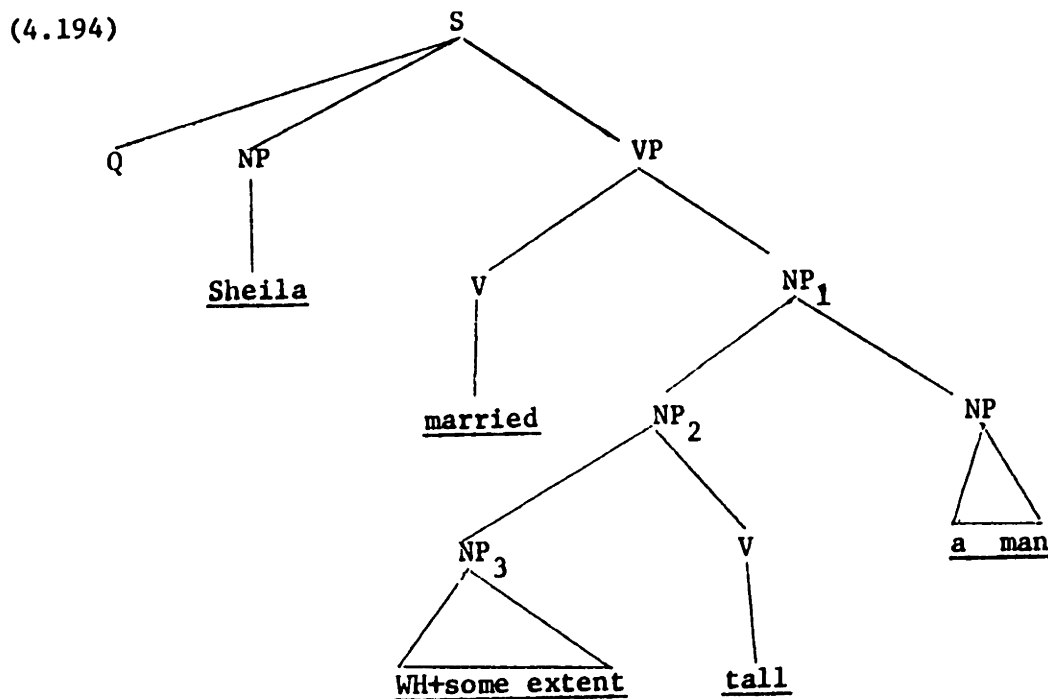 (4.194)
S
Q NP VP
Sheila V NP₁
married NP₂ NP
NP₃ V a man
WH+some extent tall